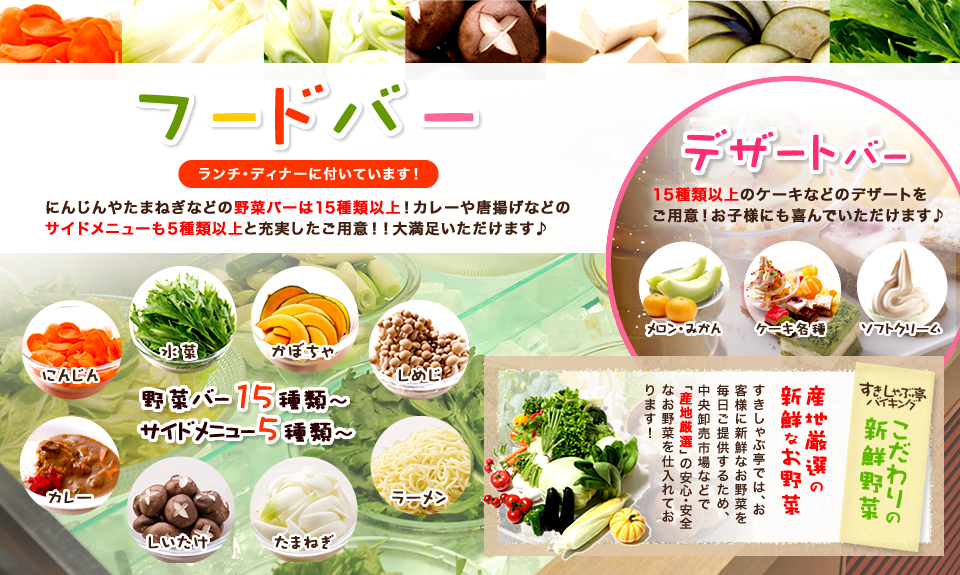 フードバー
ランチ・ディナーに付いています！
にんじんやたまねぎなどの野菜バーは15種類以上！カレーや唐揚げなどの
サイドメニューも5種類以上と充実したご用意！！大満足いただけます♪
デザートバー
15種類以上のケーキなどのデザートを
ご用意！お子様にも喜んでいただけます♪
メロン・みかん
ケーキ各種
ソフトクリーム
にんじん
水菜
かぼちゃ
しめじ
野菜バー15種類～
サイドメニュー5種類～
カレー
しいたけ
たまねぎ
ラーメン
すきしゃぶ亭
バイキング
こだわりの
新鮮野菜
産地厳選の
新鮮なお野菜
すきしゃぶ亭では、お
客様に新鮮なお野菜を
毎日ご提供するため、
中央卸売市場などで
「産地厳選」の安心・安全
なお野菜を仕入れてお
ります！